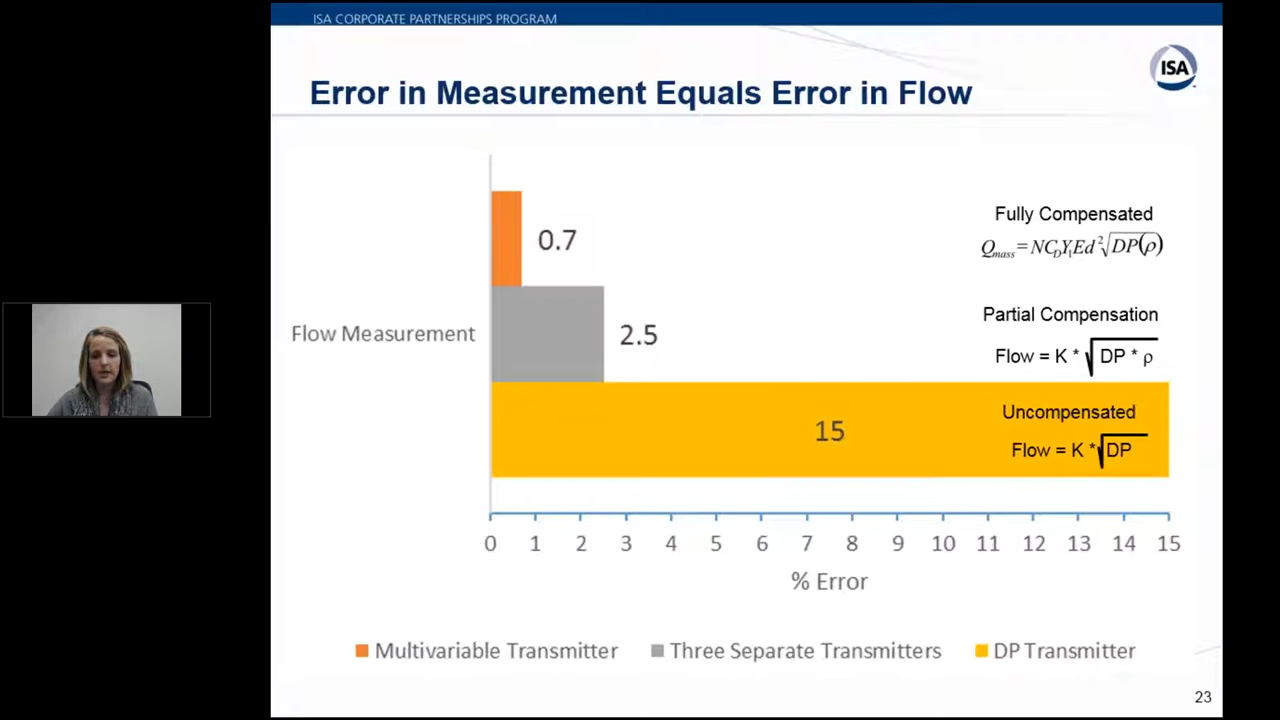 ISA CORPORATE PARTNERSHIPS PROGRAM
ISA
Error in Measurement Equals Error in Flow
0.7
Fully Compensated
Qmass = NC_DY₁Ed²√DP(ρ)
Flow Measurement
2.5
Partial Compensation
Flow = K * √DP * ρ
15
Uncompensated
Flow = K *√DP
0 1 2 3 4 5 6 7 8 9 10 11 12 13 14 15
% Error
Multivariable Transmitter Three Separate Transmitters DP Transmitter
23